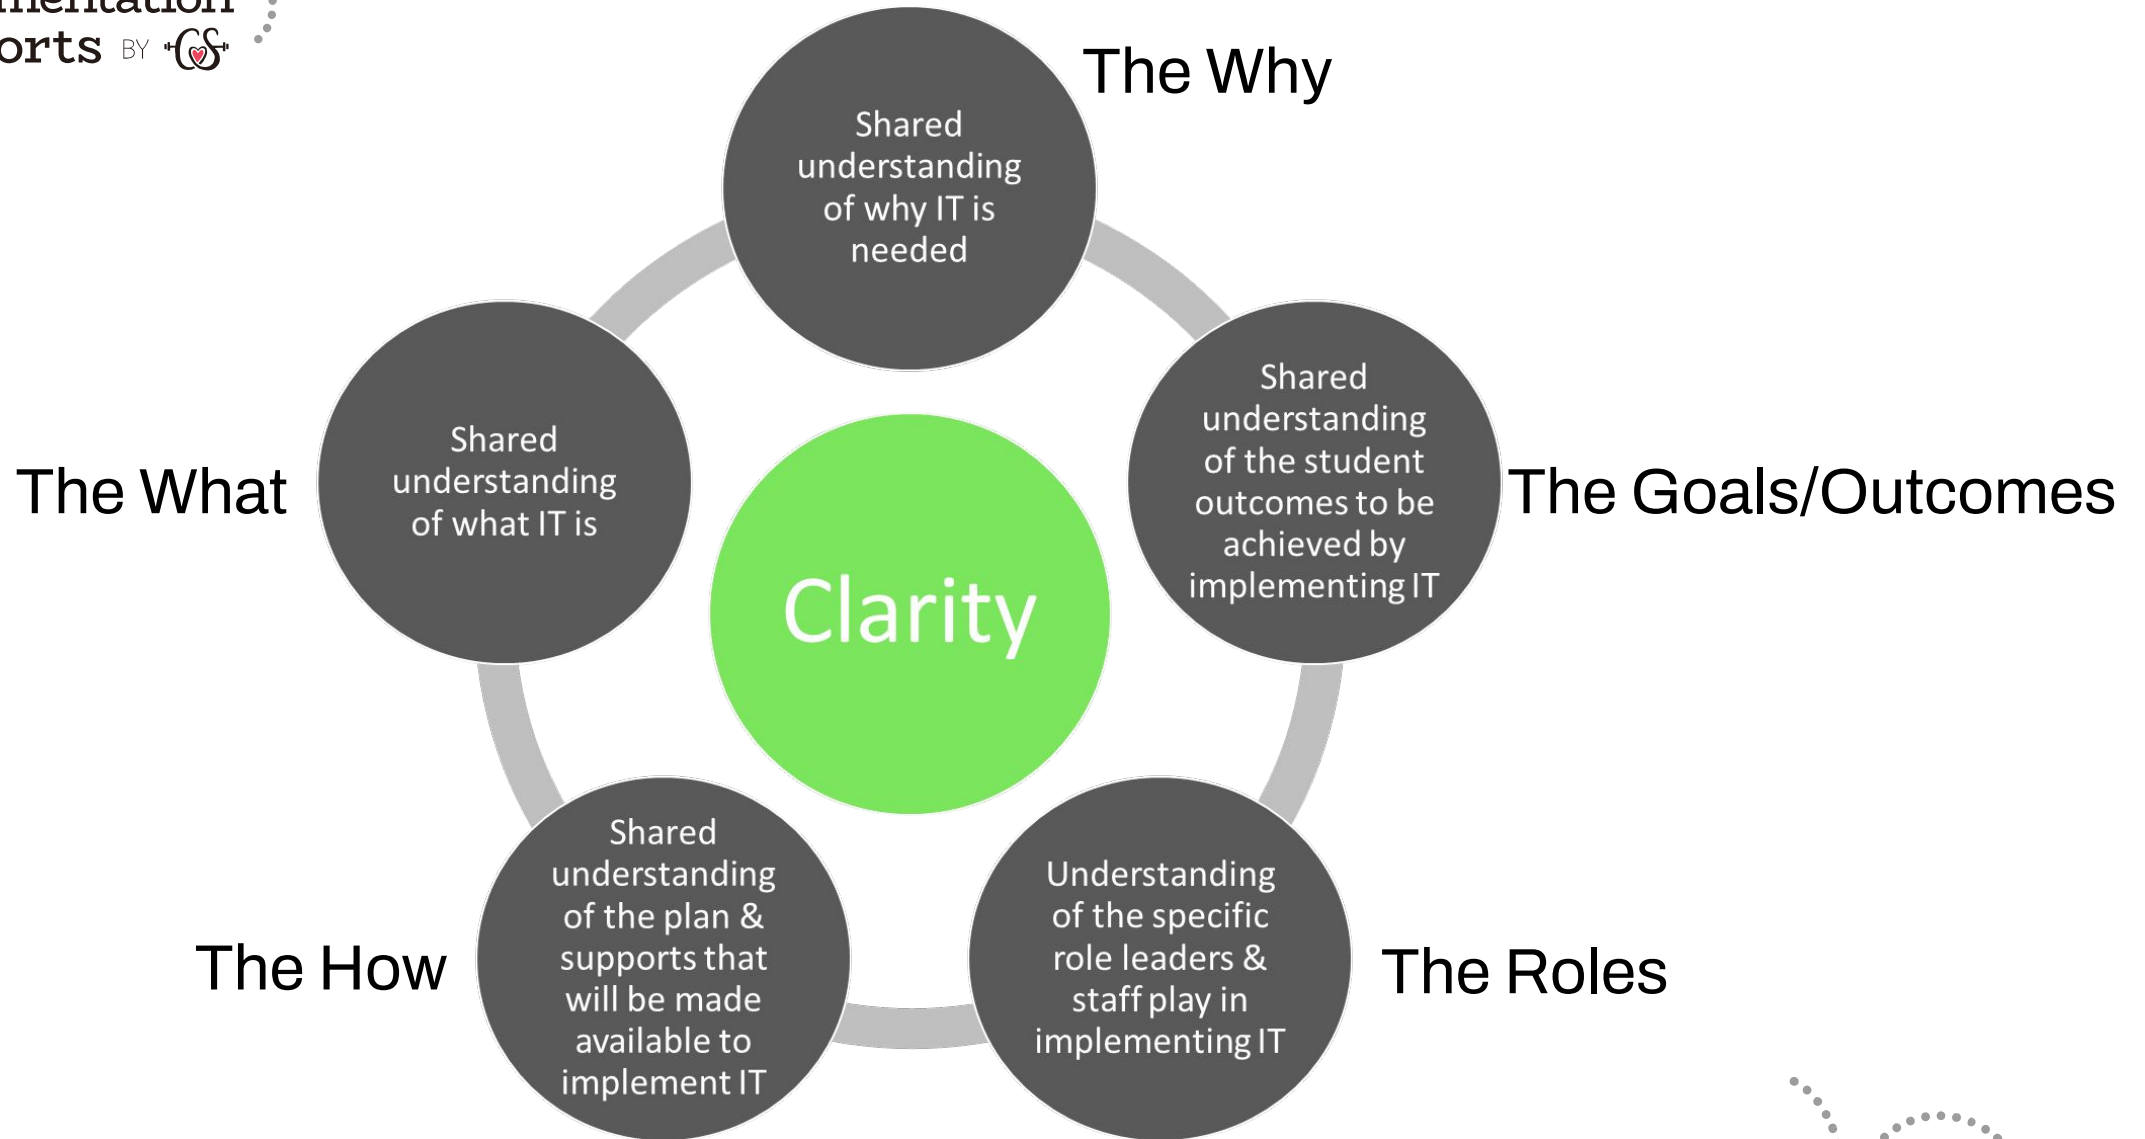 orts BY CS
The Why
Shared
understanding
of why IT is
needed
Shared
understanding
of the student
outcomes to be
achieved by
implementing IT
The Goals/Outcomes
Understanding
of the specific
role leaders &
staff play in
implementing IT
The Roles
Shared
understanding
of the plan &
supports that
will be made
available to
implement IT
The How
Shared
understanding
of what IT is
The What
Clarity